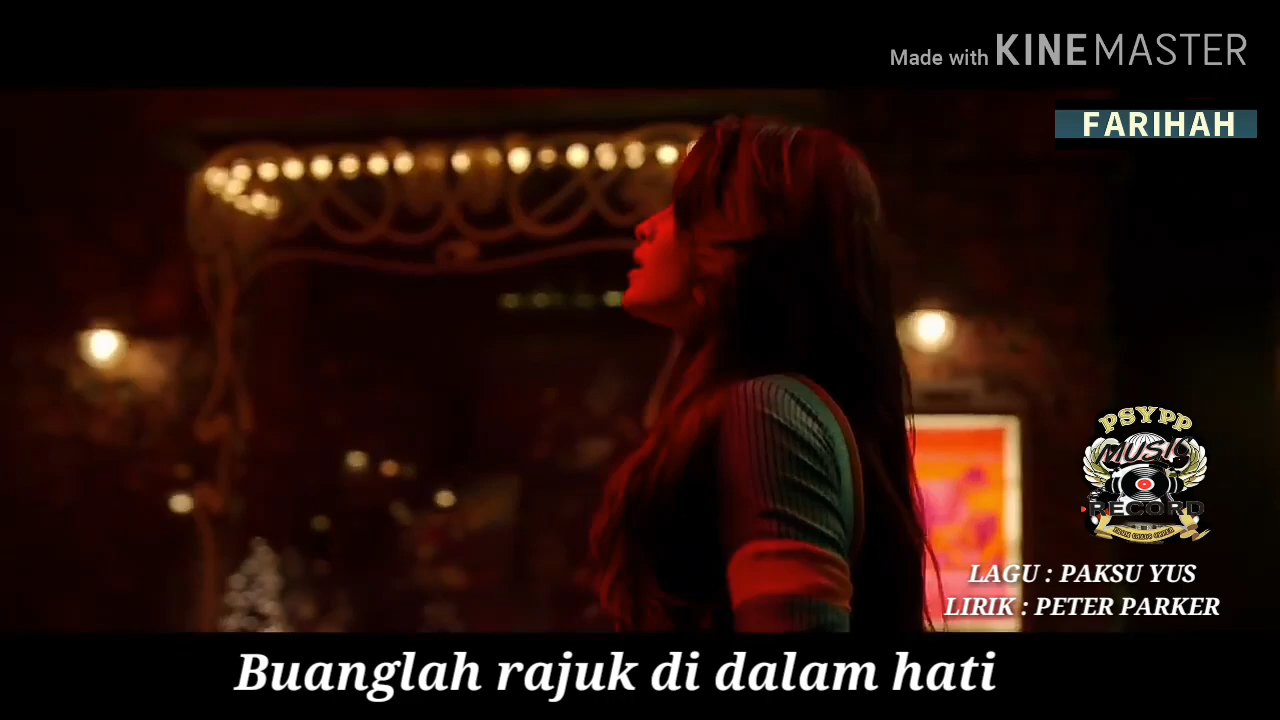 Made with KINEMASTER
FARIHAH
PSYPP
MUSIC
RECORD
LAGU : PAKSU YUS
LIRIK : PETER PARKER
Buanglah rajuk di dalam hati